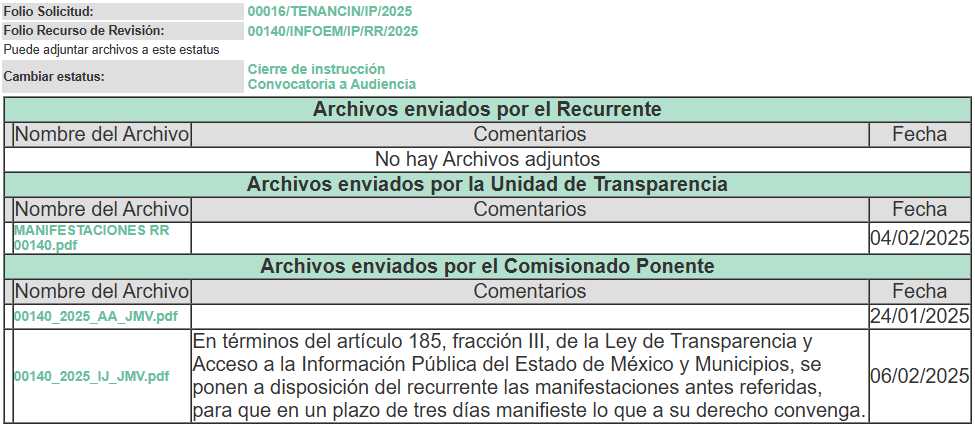 Folio Solicitud: 00016/TENANCIN/IP/2025
Folio Recurso de Revisión: 00140/INFOEM/IP/RR/2025
Puede adjuntar archivos a este estatus
Cambiar estatus: Cierre de instrucción
Convocatoria a Audiencia
Archivos enviados por el Recurrente
Nombre del Archivo Comentarios Fecha
No hay Archivos adjuntos
Archivos enviados por la Unidad de Transparencia
Nombre del Archivo Comentarios Fecha
MANIFESTACIONES RR
00140.pdf 04/02/2025
Archivos enviados por el Comisionado Ponente
Nombre del Archivo Comentarios Fecha
00140_2025_AA_JMV.pdf 24/01/2025
En términos del artículo 185, fracción III, de la Ley de Transparencia y
Acceso a la Información Pública del Estado de México y Municipios, se
00140_2025_IJ_JMV.pdf ponen a disposición del recurrente las manifestaciones antes referidas, 06/02/2025
para que en un plazo de tres días manifieste lo que a su derecho convenga.